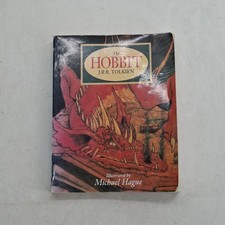 The
HOBBIT
J.R.R. TOLKIEN
Illustrated by
Michael Hague